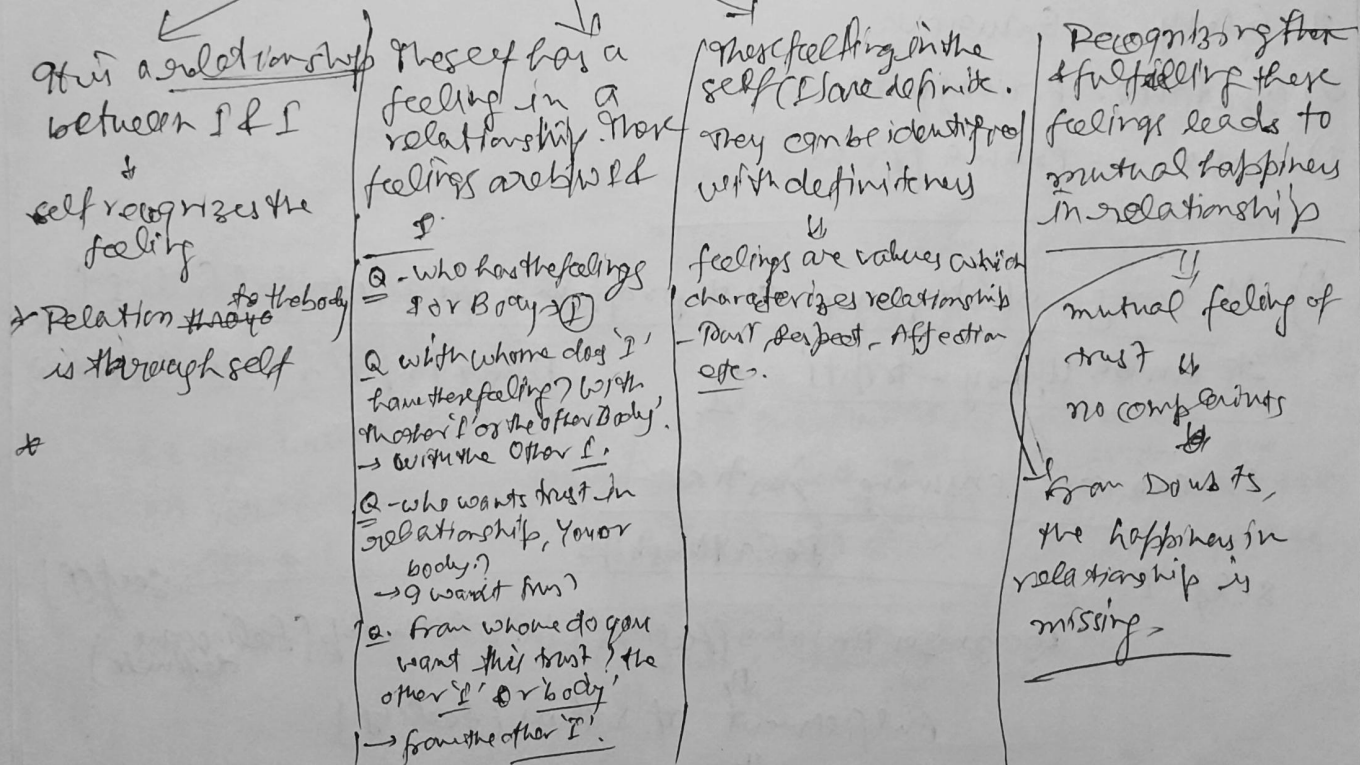 It is a relationship
between I & I
↓
self recognizes the
feeling
* Relation to the body
is through self
*
The self has a
feeling in a
relationship. These
feelings are b/w I &
I.
Q - who has the feelings
I or Body → I
Q with whome does 'I'
have these feeling? With
the other 'I' or the other Body'.
→ with the Other I.
Q - who wants trust in
relationship, You or
body?
→ I want trus?
Q. from whome do you
want this trust? the
other 'I' or 'body'
→ from the other 'I'.
These feelfing in the
self (I) are definite.
They can be identified
with definiteness
⇓
feelings are values which
characterizes relationship
- Trust, Respect, Affection
etc.
Recognizing
& fulfilling these
feelings leads to
mutual happiness
in relationship
⇓
mutual feeling of
trust ⇓
no complaints
⇓
from Doubts,
the happiness in
relationship is
missing.